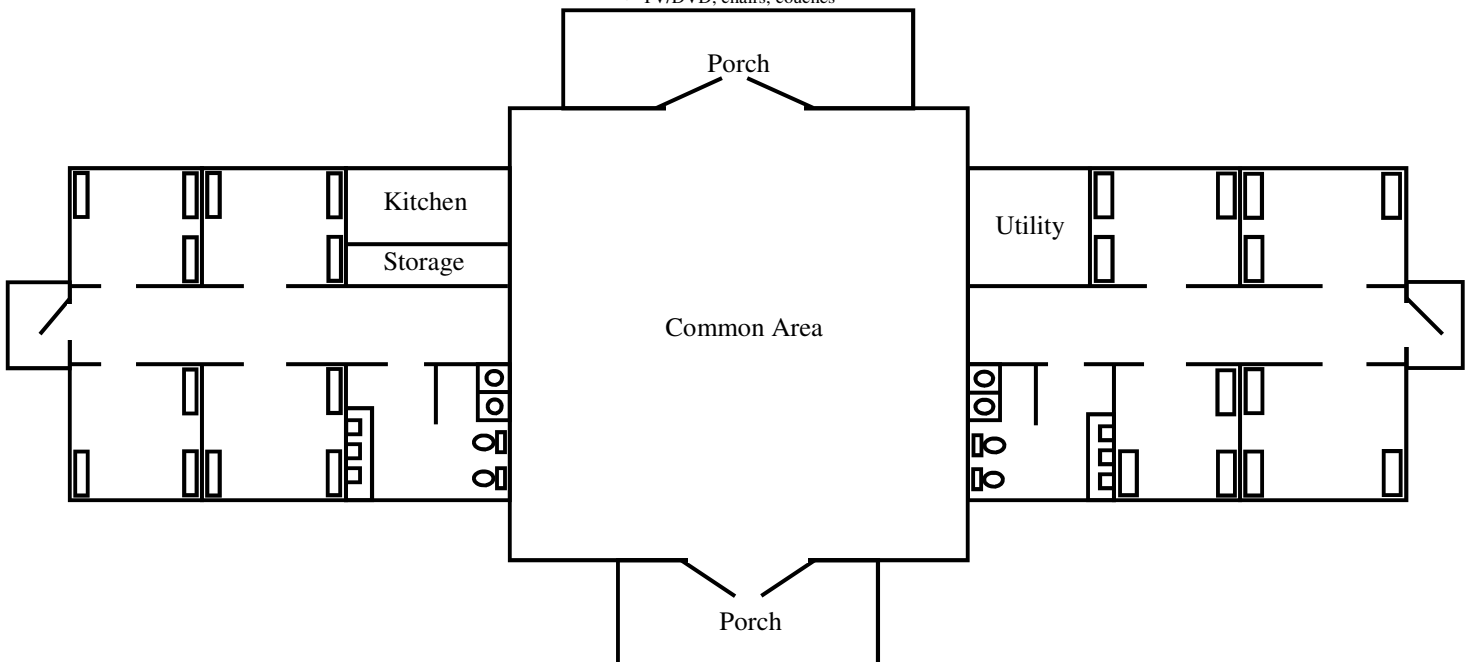 TV/DVD, chairs, couches
Porch
Kitchen
Utility
Storage
Common Area
Porch